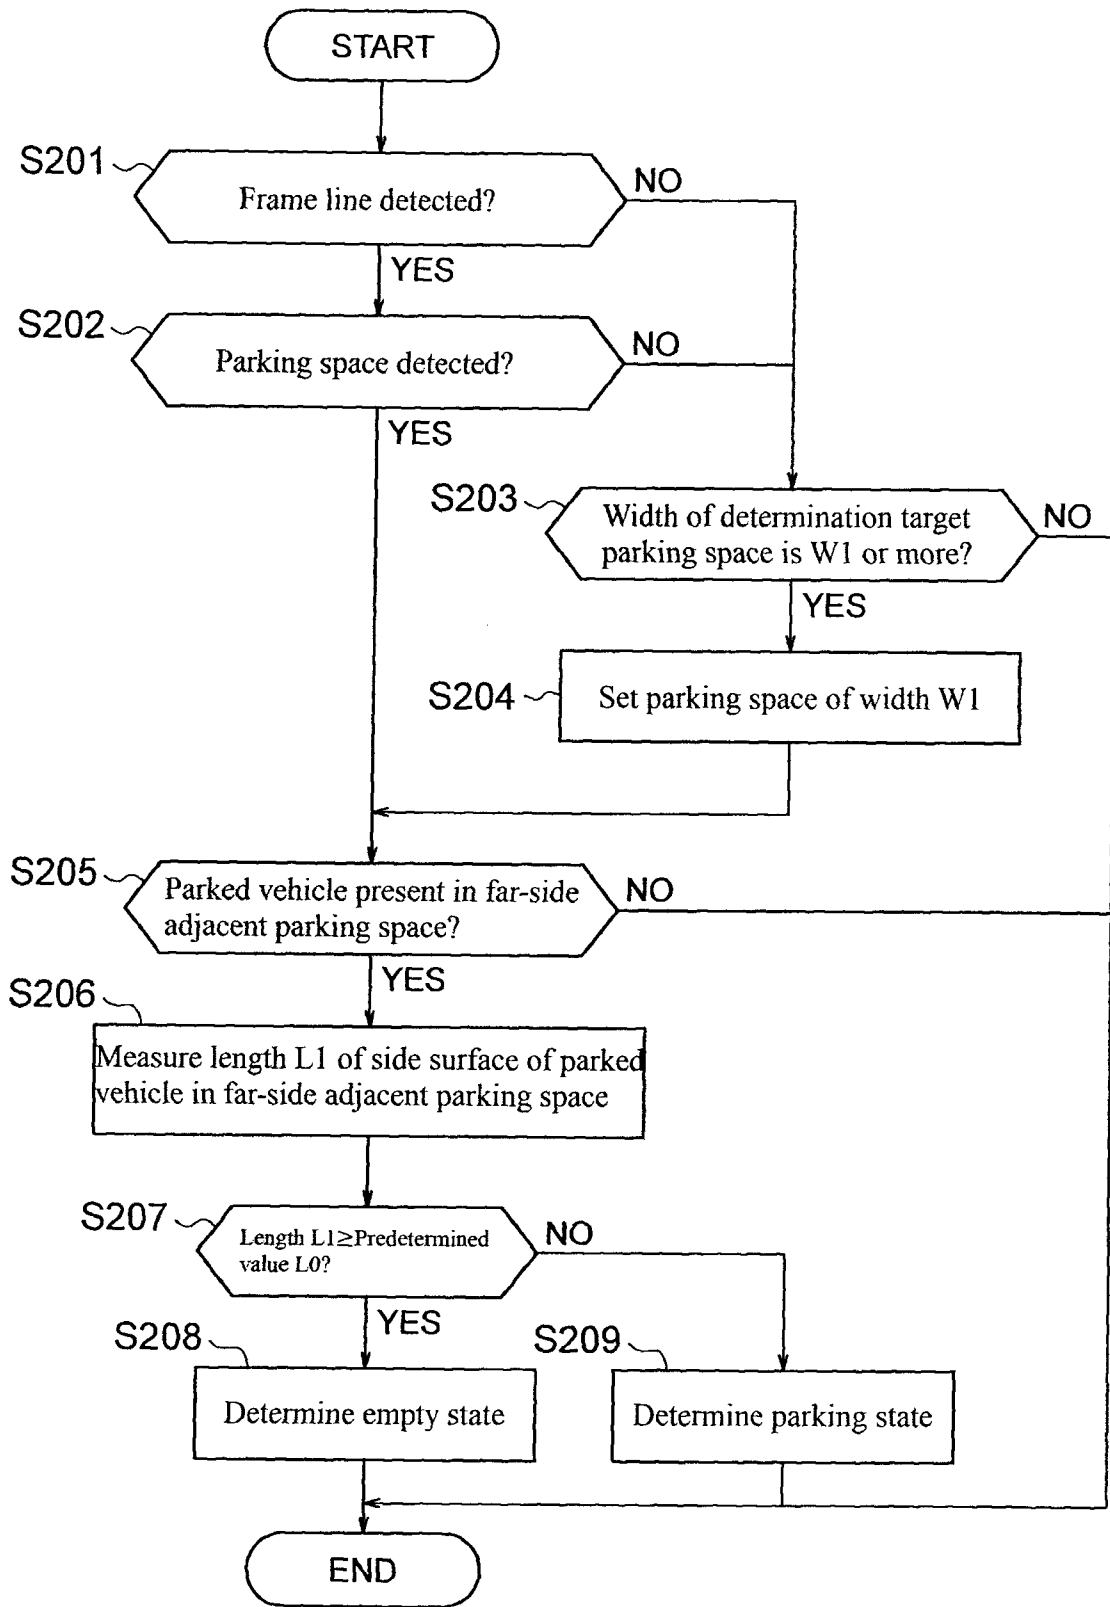 START
S201
Frame line detected?
NO
YES
S202
Parking space detected?
NO
YES
S203
Width of determination target
parking space is W1 or more?
NO
YES
S204
Set parking space of width W1
S205
Parked vehicle present in far-side
adjacent parking space?
NO
YES
S206
Measure length L1 of side surface of parked
vehicle in far-side adjacent parking space
S207
Length L1≥Predetermined
value L0?
NO
YES
S208
Determine empty state
S209
Determine parking state
END